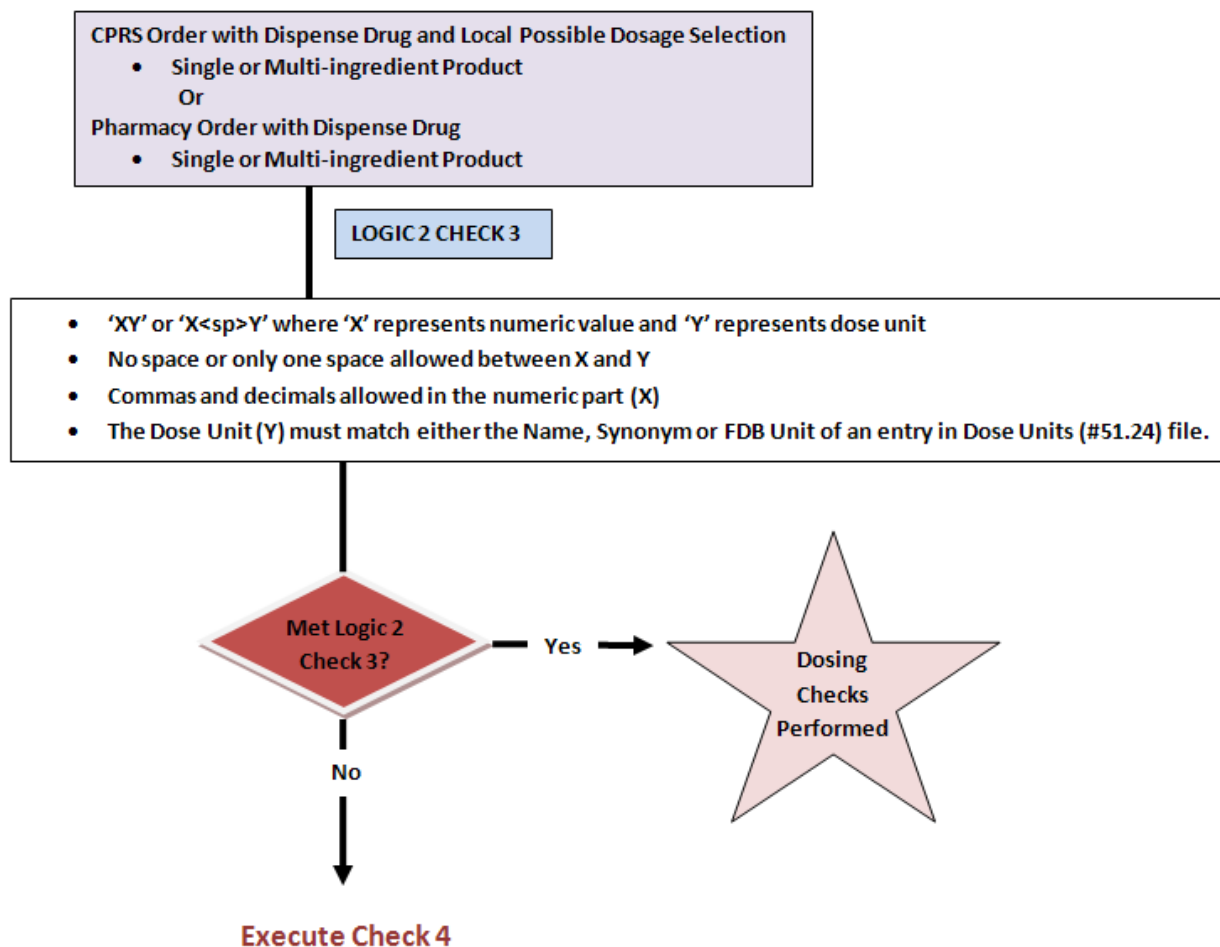 CPRS Order with Dispense Drug and Local Possible Dosage Selection
• Single or Multi-ingredient Product
Or
Pharmacy Order with Dispense Drug
• Single or Multi-ingredient Product
LOGIC 2 CHECK 3
• ‘XY’ or ‘X<sp>Y’ where ‘X’ represents numeric value and ‘Y’ represents dose unit
• No space or only one space allowed between X and Y
• Commas and decimals allowed in the numeric part (X)
• The Dose Unit (Y) must match either the Name, Synonym or FDB Unit of an entry in Dose Units (#51.24) file.
Met Logic 2
Check 3?
Yes
Dosing
Checks
Performed
No
Execute Check 4